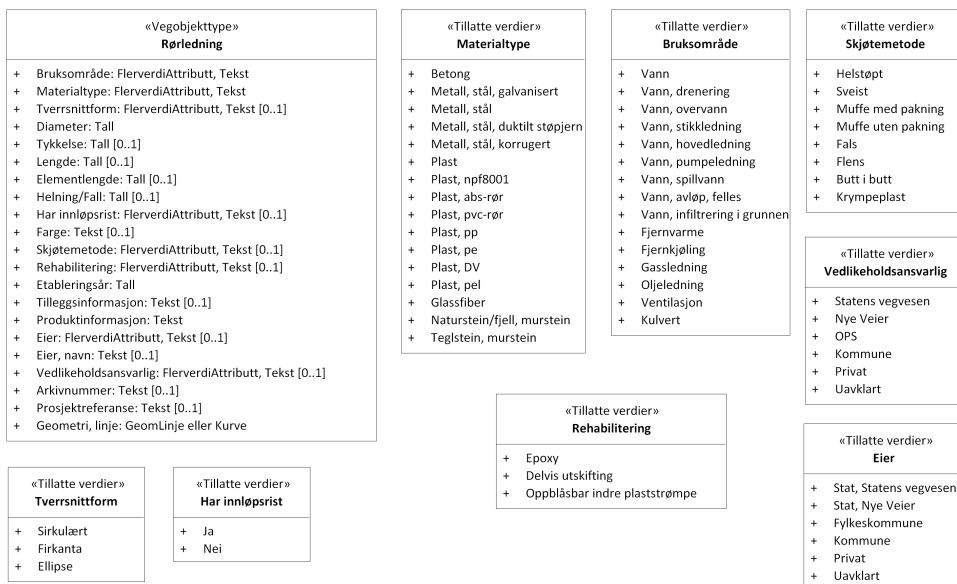 «Vegobjekttype»
Rørledning
+ Bruksområde: FlerverdiAttributt, Tekst
+ Materialtype: FlerverdiAttributt, Tekst
+ Tverrsnittform: FlerverdiAttributt, Tekst [0..1]
+ Diameter: Tall
+ Tykkelse: Tall [0..1]
+ Lengde: Tall [0..1]
+ Elementlengde: Tall [0..1]
+ Helning/Fall: Tall [0..1]
+ Har innløpsrist: FlerverdiAttributt, Tekst [0..1]
+ Farge: Tekst [0..1]
+ Skjøtemetode: FlerverdiAttributt, Tekst [0..1]
+ Rehabilitering: FlerverdiAttributt, Tekst [0..1]
+ Etableringsår: Tall
+ Tilleggsinformasjon: Tekst [0..1]
+ Produktinformasjon: Tekst
+ Eier: FlerverdiAttributt, Tekst [0..1]
+ Eier, navn: Tekst [0..1]
+ Vedlikeholdsansvarlig: FlerverdiAttributt, Tekst [0..1]
+ Arkivnummer: Tekst [0..1]
+ Prosjektreferanse: Tekst [0..1]
+ Geometri, linje: GeomLinje eller Kurve
«Tillatte verdier»
Materialtype
+ Betong
+ Metall, stål, galvanisert
+ Metall, stål
+ Metall, stål, duktilt støpjern
+ Metall, stål, korrugert
+ Plast
+ Plast, npf8001
+ Plast, abs-rør
+ Plast, pvc-rør
+ Plast, pp
+ Plast, pe
+ Plast, DV
+ Plast, pel
+ Glassfiber
+ Naturstein/fjell, murstein
+ Teglstein, murstein
«Tillatte verdier»
Bruksområde
+ Vann
+ Vann, drenering
+ Vann, overvann
+ Vann, stikkledning
+ Vann, hovedledning
+ Vann, pumpeledning
+ Vann, spillvann
+ Vann, avløp, felles
+ Vann, infiltrering i grunnen
+ Fjernvarme
+ Fjernkjøling
+ Gassledning
+ Oljeledning
+ Ventilasjon
+ Kulvert
«Tillatte verdier»
Skjøtemetode
+ Helstøpt
+ Sveist
+ Muffe med pakning
+ Muffe uten pakning
+ Fals
+ Flens
+ Butt i butt
+ Krympeplast
«Tillatte verdier»
Vedlikeholdsansvarlig
+ Statens vegvesen
+ Nye Veier
+ OPS
+ Kommune
+ Privat
+ Uavklart
«Tillatte verdier»
Rehabilitering
+ Epoxy
+ Delvis utskifting
+ Oppblåsbar indre plaststrømpe
«Tillatte verdier»
Eier
+ Stat, Statens vegvesen
+ Stat, Nye Veier
+ Fylkeskommune
+ Kommune
+ Privat
+ Uavklart
«Tillatte verdier»
Tverrsnittform
+ Sirkulært
+ Firkanta
+ Ellipse
«Tillatte verdier»
Har innløpsrist
+ Ja
+ Nei